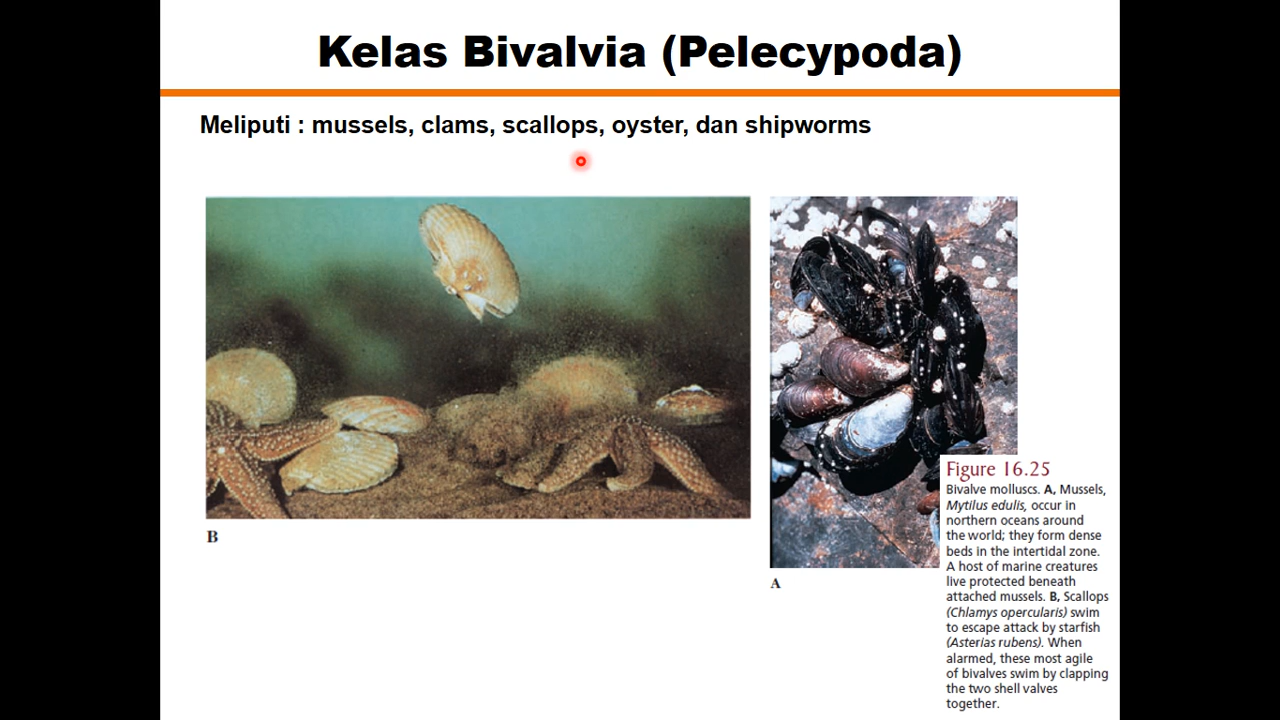 Kelas Bivalvia (Pelecypoda)
Meliputi : mussels, clams, scallops, oyster, dan shipworms
B
A
Figure 16.25
Bivalve molluscs. A, Mussels,
Mytilus edulis, occur in
northern oceans around
the world; they form dense
beds in the intertidal zone.
A host of marine creatures
live protected beneath
attached mussels. B, Scallops
(Chlamys opercularis) swim
to escape attack by starfish
(Asterias rubens). When
alarmed, these most agile
of bivalves swim by clapping
the two shell valves
together.